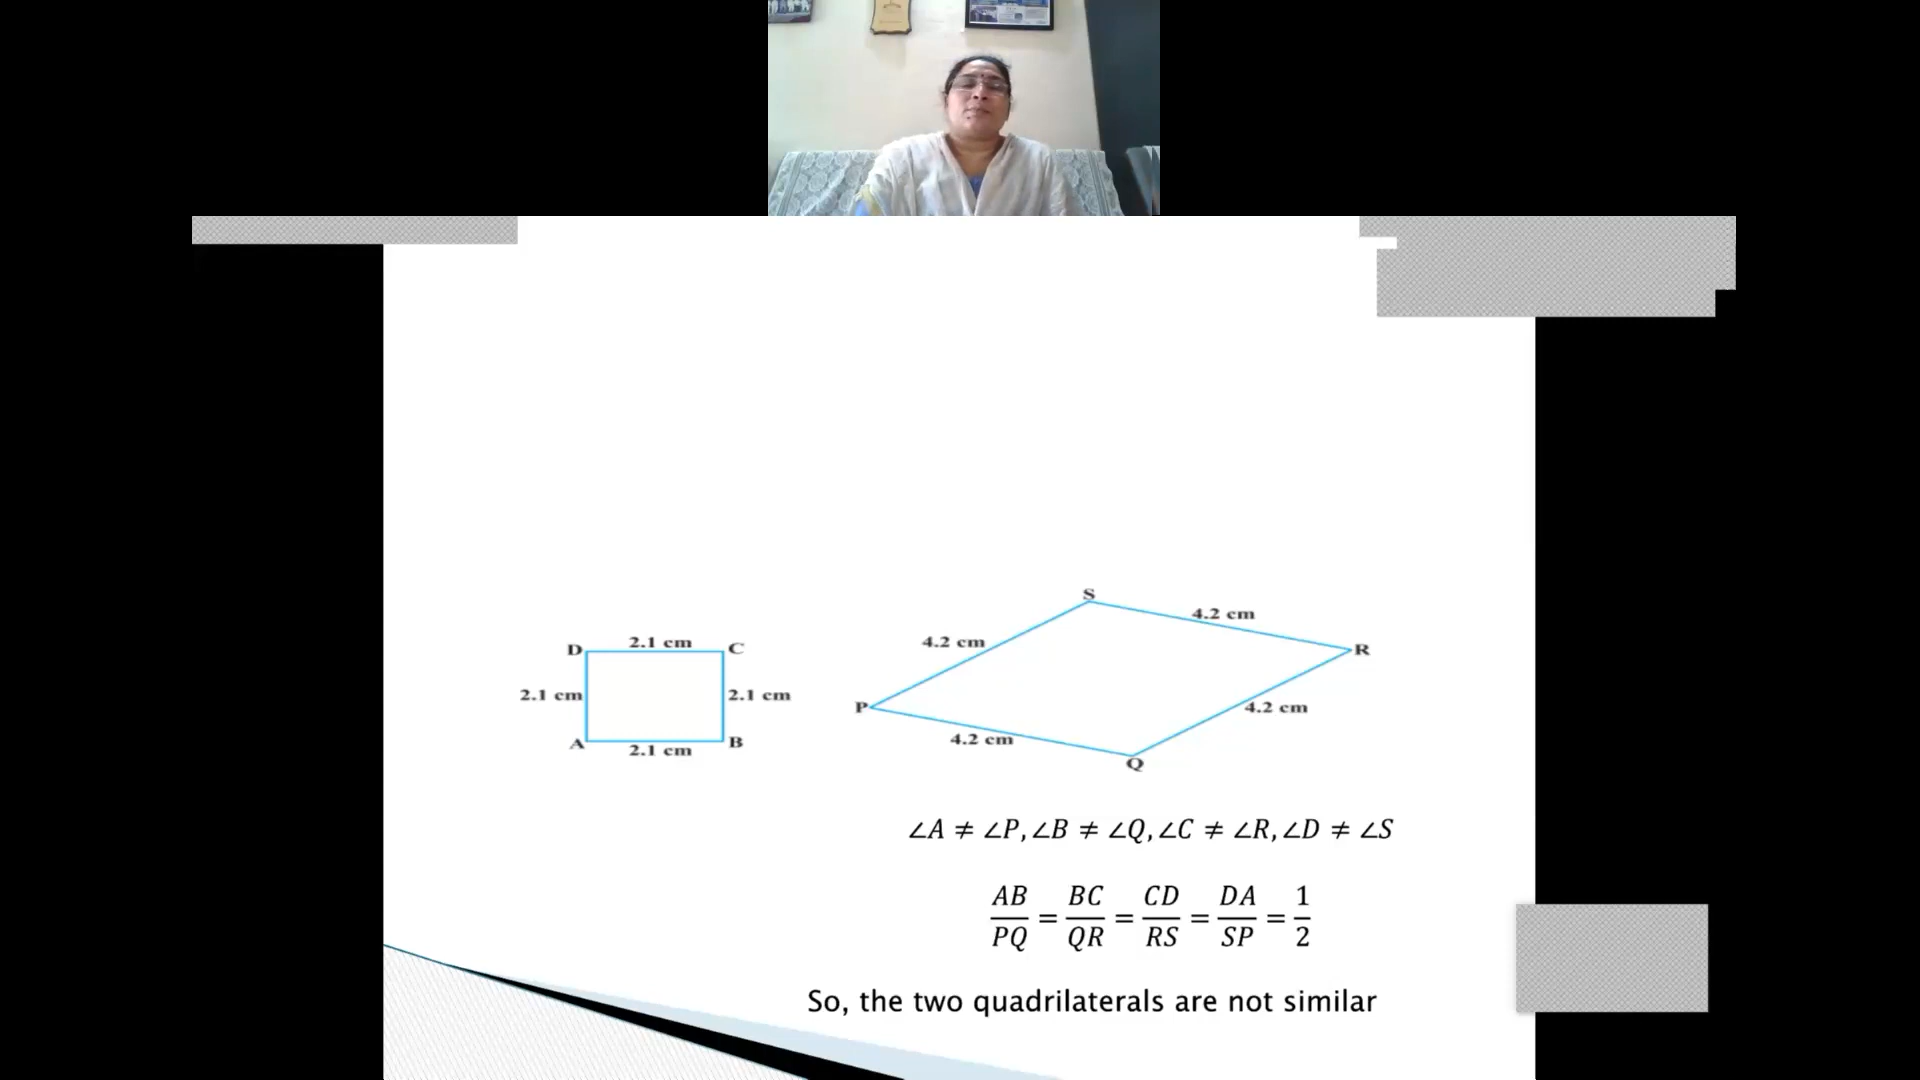 S
4.2 cm
D 2.1 cm C
4.2 cm
R
2.1 cm 2.1 cm
P
4.2 cm
A 2.1 cm B
4.2 cm
Q
∠A ≠ ∠P, ∠B ≠ ∠Q, ∠C ≠ ∠R, ∠D ≠ ∠S
AB/PQ = BC/QR = CD/RS = DA/SP = 1/2
So, the two quadrilaterals are not similar